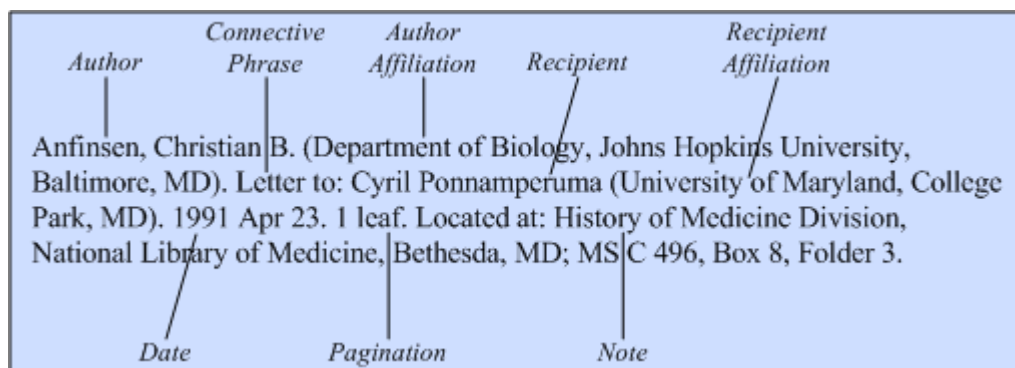 Connective Author Recipient
Author Phrase Affiliation Recipient Affiliation
Anfinsen, Christian B. (Department of Biology, Johns Hopkins University,
Baltimore, MD). Letter to: Cyril Ponnamperuma (University of Maryland, College
Park, MD). 1991 Apr 23. 1 leaf. Located at: History of Medicine Division,
National Library of Medicine, Bethesda, MD; MS C 496, Box 8, Folder 3.
Date Pagination Note